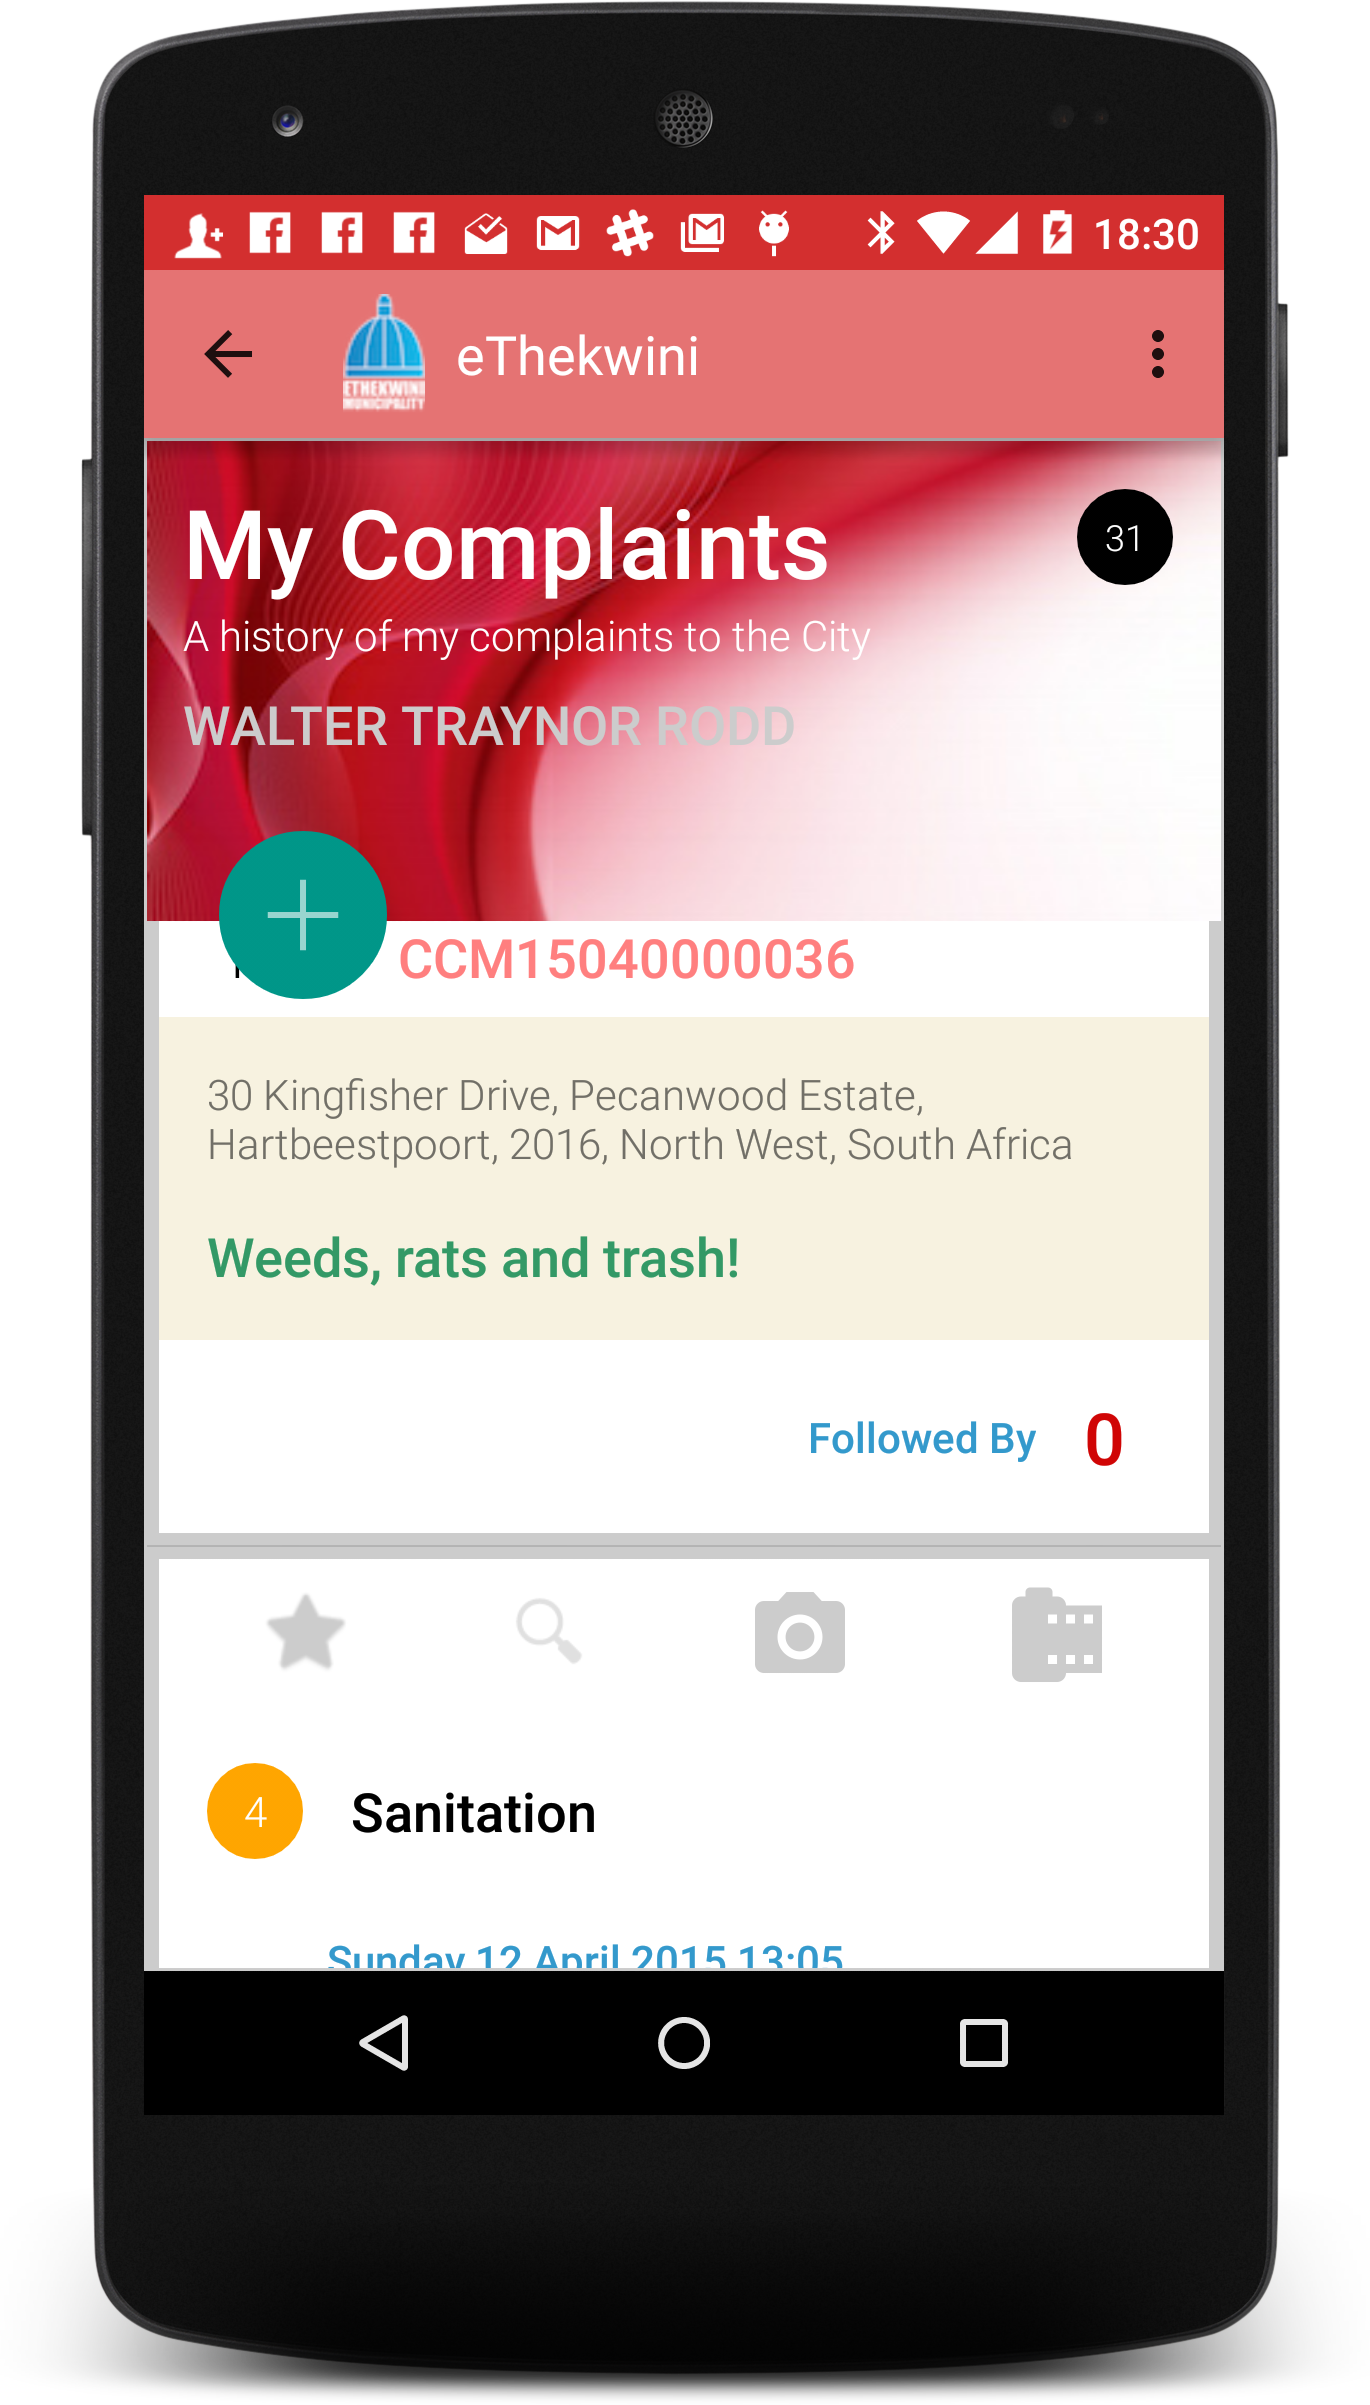 18:30
ETHEKWINI
MUNICIPALITY
eThekwini
My Complaints
31
A history of my complaints to the City
WALTER TRAYNOR RODD
CCM15040000036
30 Kingfisher Drive, Pecanwood Estate,
Hartbeestpoort, 2016, North West, South Africa
Weeds, rats and trash!
Followed By 0
4 Sanitation
Sunday 12 April 2015 13:05